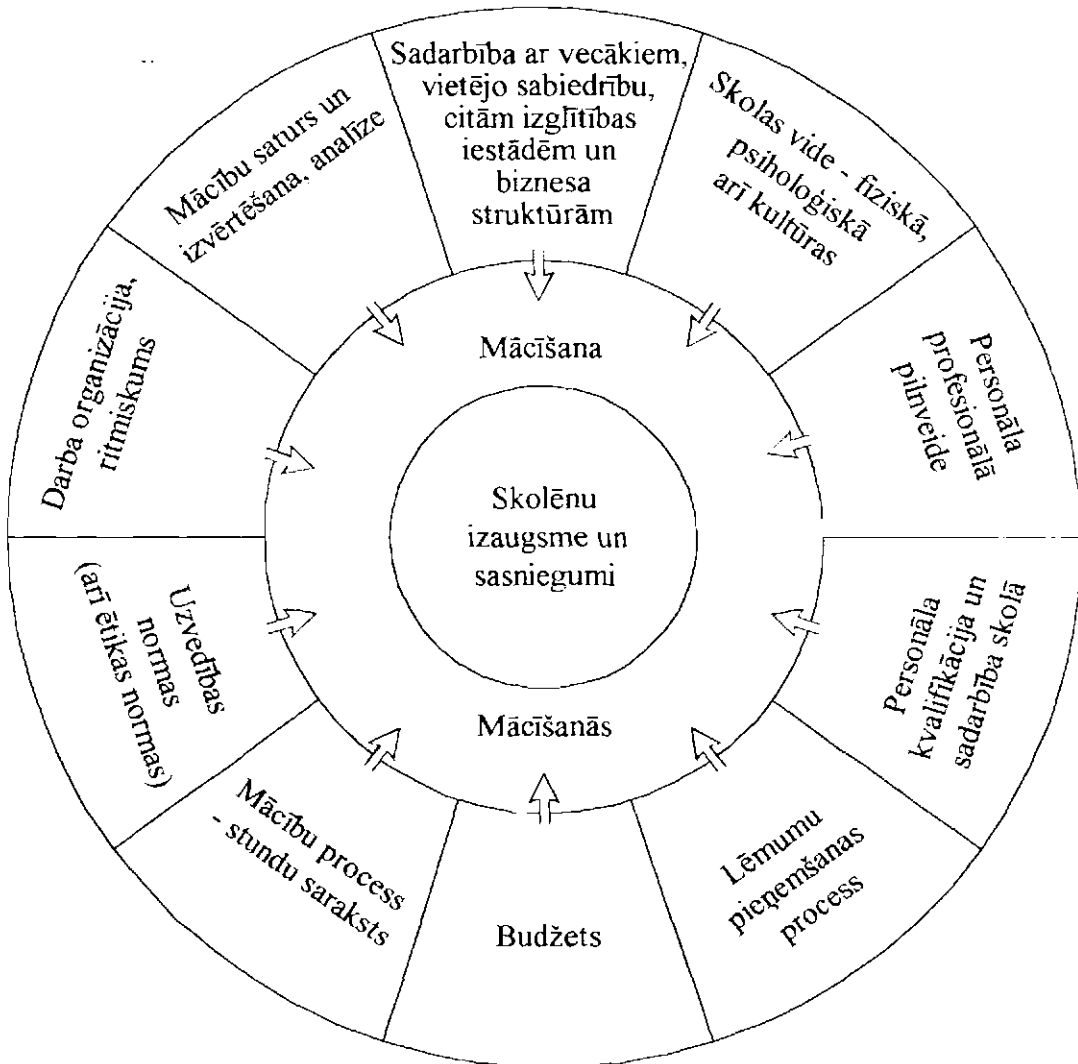 Sadarbība ar vecākiem,
vietējo sabiedrību,
citām izglītības
iestādēm un
biznesa
struktūrām
Skolas vide - fiziskā,
psiholoģiskā
arī kultūras
Personāla
profesionālā
pilnveide
Personāla
kvalifikācija un
sadarbība skolā
Lēmumu
pieņemšanas
process
Budžets
Mācību process
- stundu saraksts
Uzvedības
normas
(arī ētikas normas)
Darba organizācija,
ritmiskums
Mācību saturs un
izvērtēšana, analīze
Mācīšana
Skolēnu
izaugsme un
sasniegumi
Mācīšanās